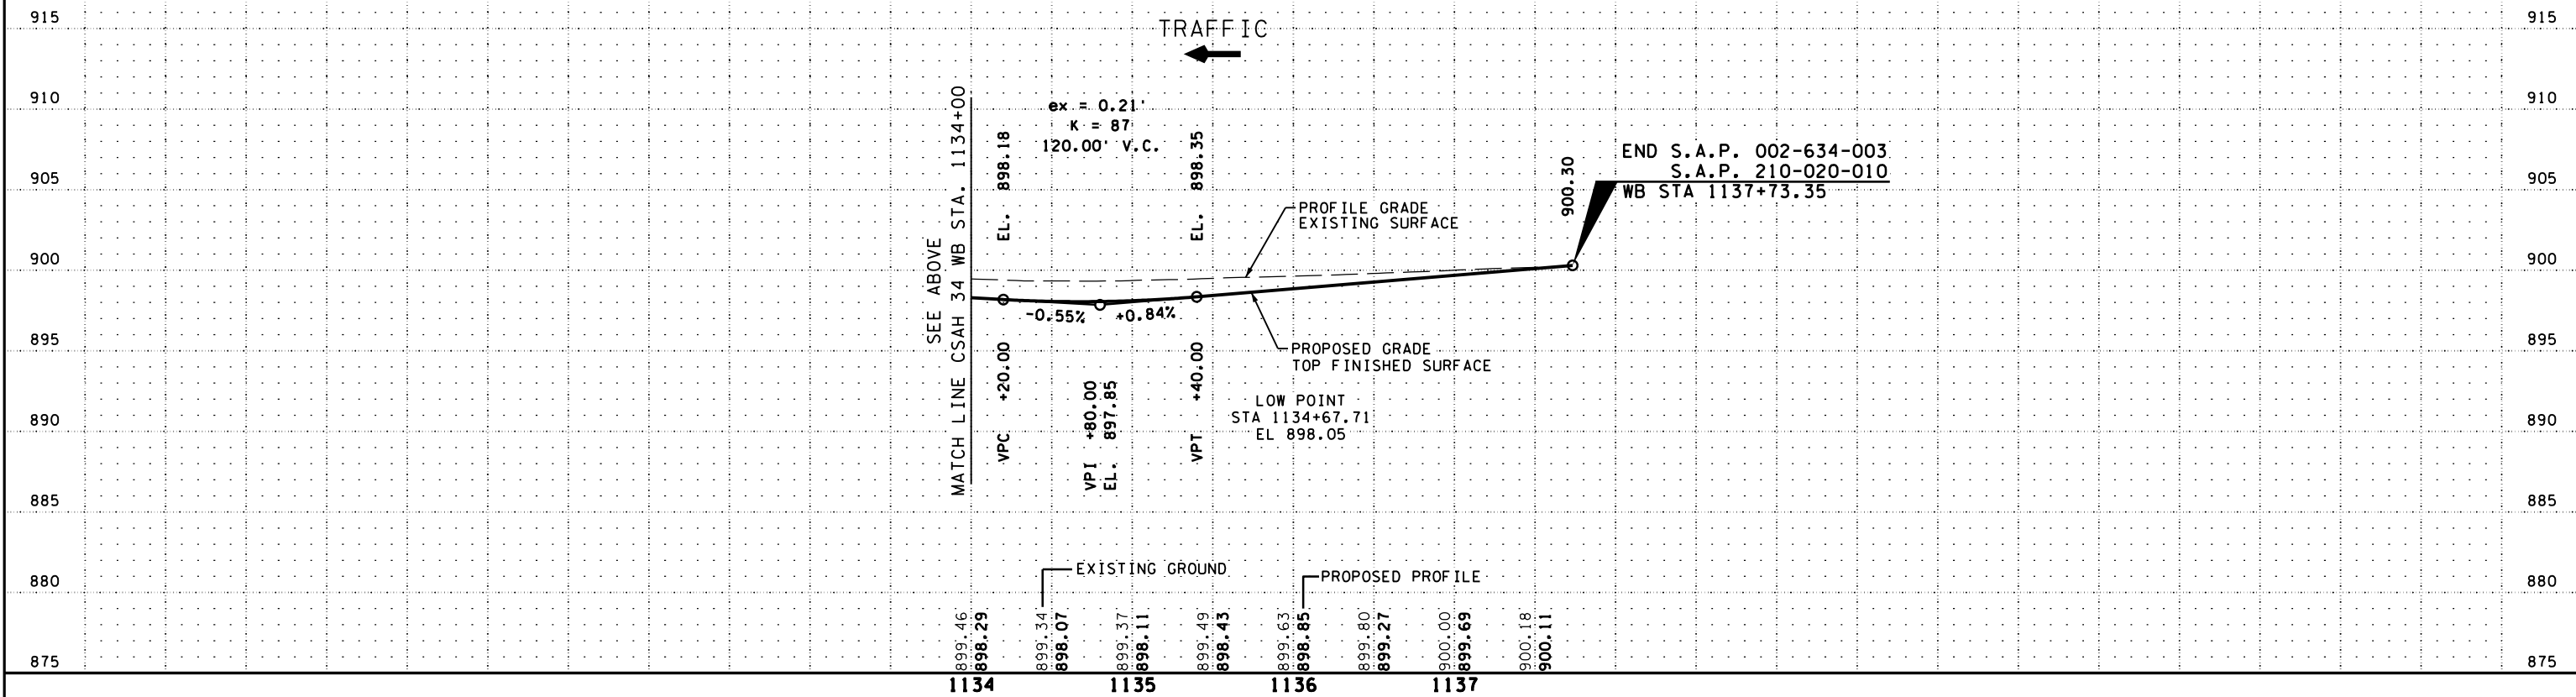 915
915
TRAFFIC
910
910
ex = 0.21'
K = 87
120.00' V.C.
905
905
END S.A.P. 002-634-003
S.A.P. 210-020-010
WB STA 1137+73.35
900.30
SEE ABOVE
MATCH LINE CSAH 34 WB STA. 1134+00
VPC +20.00 EL. 898.18
VPI +80.00
EL. 897.85
VPT +40.00 EL. 898.35
PROFILE GRADE
EXISTING SURFACE
900
900
-0.55% +0.84%
895
895
PROPOSED GRADE
TOP FINISHED SURFACE
LOW POINT
STA 1134+67.71
EL 898.05
890
890
885
885
880
880
EXISTING GROUND
PROPOSED PROFILE
899.46
898.29
899.34
898.07
899.37
898.11
899.49
898.43
899.63
898.85
899.80
899.27
900.00
899.69
900.18
900.11
875
875
1134 1135 1136 1137